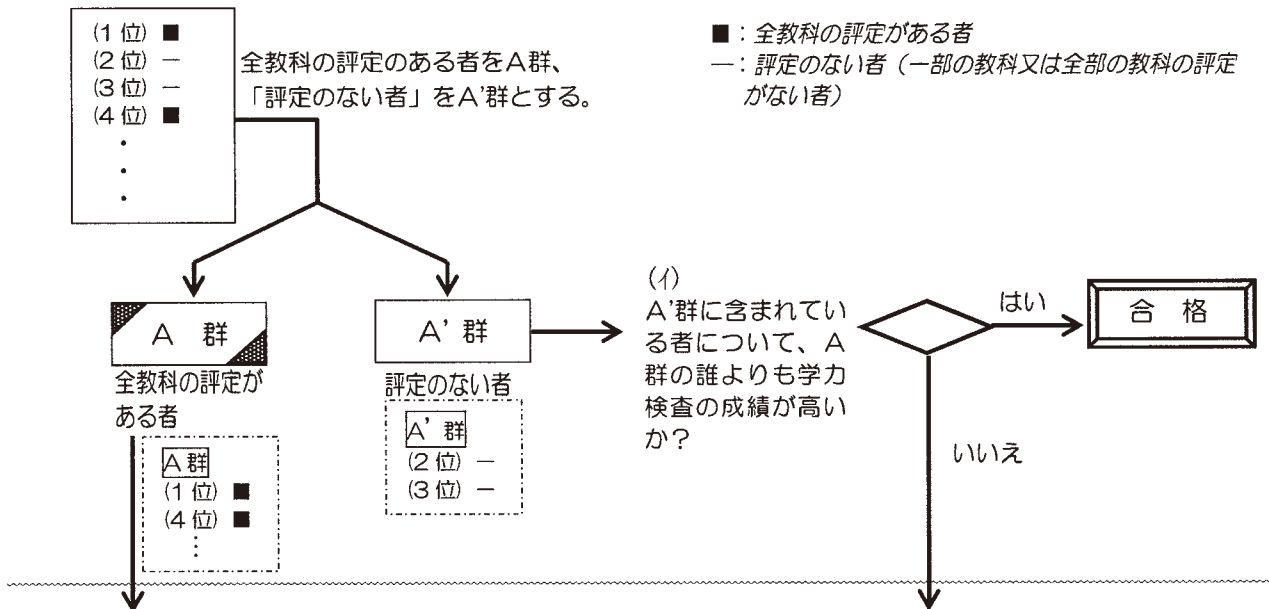 (1位) ■
(2位) －
(3位) －
(4位) ■
・
・
・
全教科の評定のある者をA群、
「評定のない者」をA'群とする。
■：全教科の評定がある者
－：評定のない者（一部の教科又は全部の教科の評定
がない者）
A 群
全教科の評定が
ある者
A群
(1位) ■
(4位) ■
⋮
A' 群
評定のない者
A' 群
(2位) －
(3位) －
(イ)
A'群に含まれてい
る者について、A
群の誰よりも学力
検査の成績が高い
か？
はい
合 格
いいえ